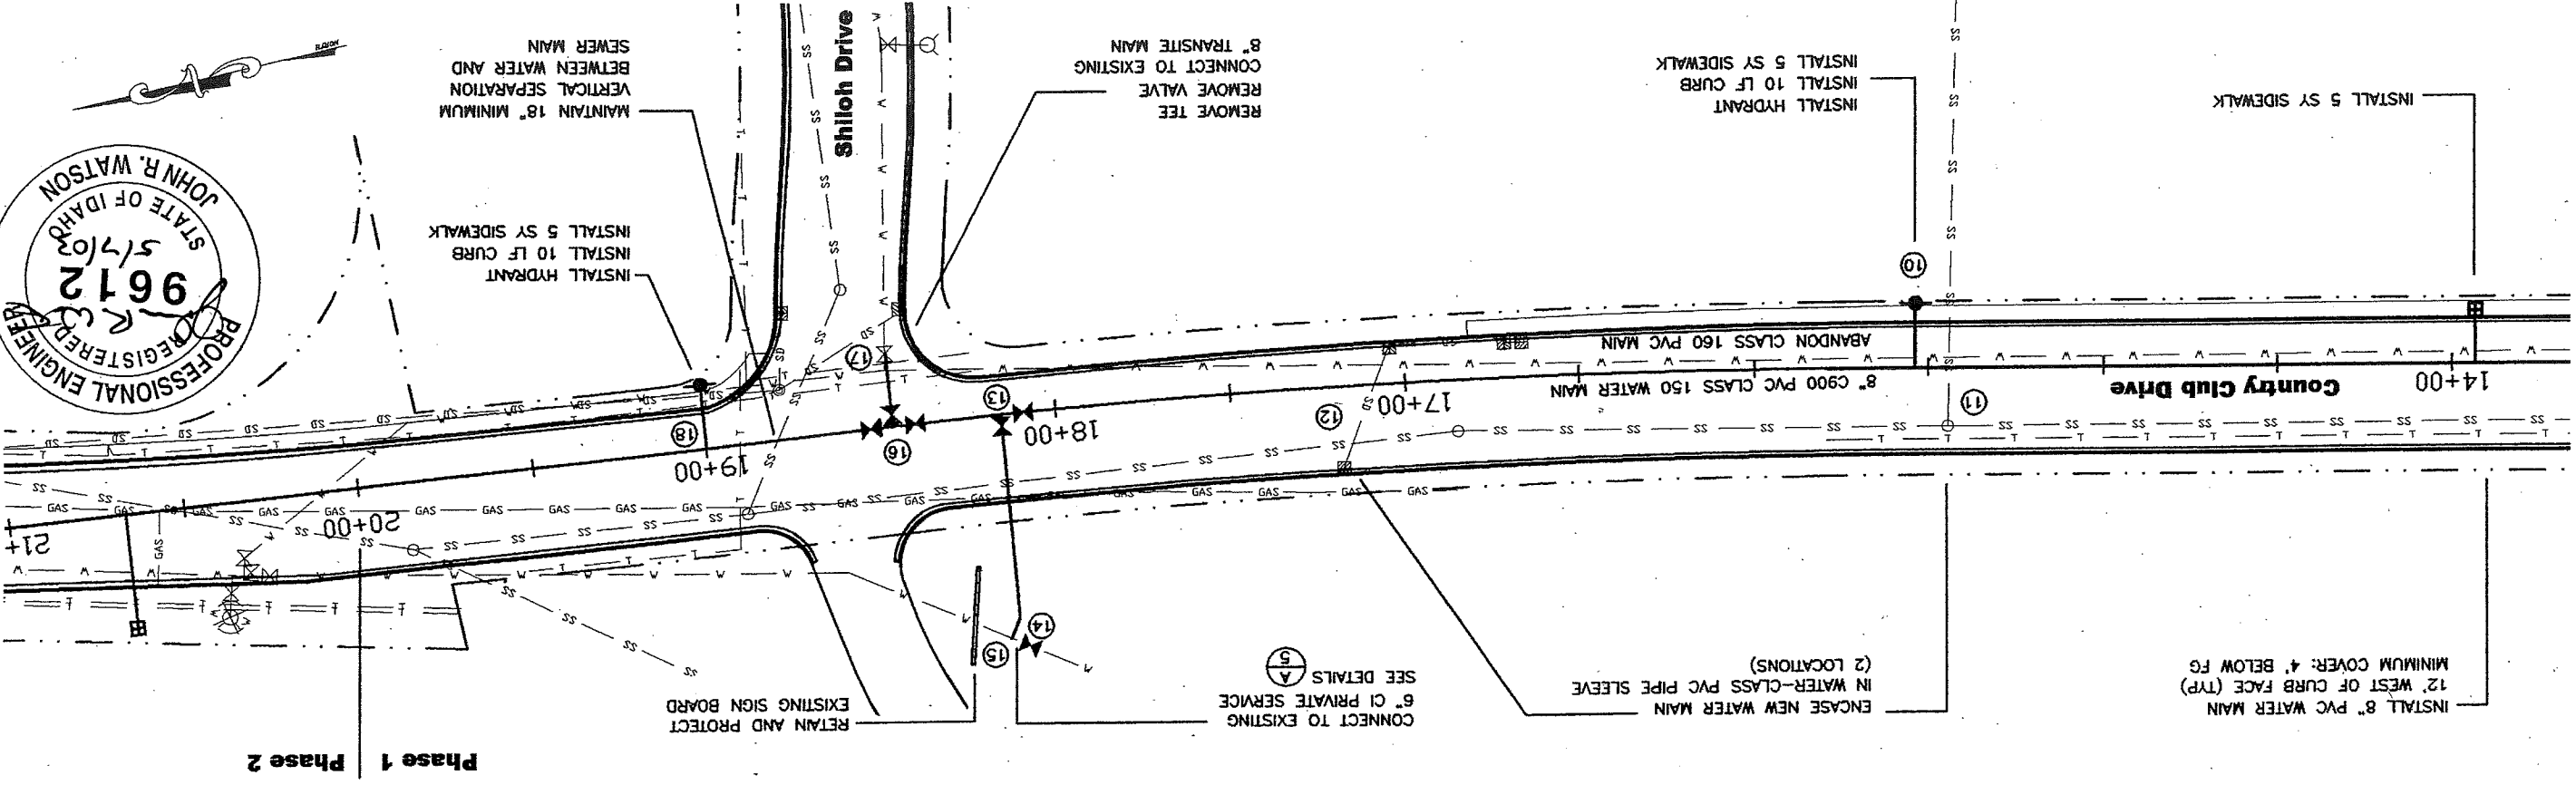 Phase 1
Phase 2
INSTALL 8" PVC WATER MAIN
12' WEST OF CURB FACE (TYP)
MINIMUM COVER: 4' BELOW FG
ENCASE NEW WATER MAIN
IN WATER-CLASS PVC PIPE SLEEVE
(2 LOCATIONS)
CONNECT TO EXISTING
6" CI PRIVATE SERVICE
SEE DETAILS
A
5
RETAIN AND PROTECT
EXISTING SIGN BOARD
14
15
14+00
Country Club Drive
11
8" C900 PVC CLASS 150 WATER MAIN
17+00
12
18+00
13
16
19+00
18
20+00
21+
ABANDON CLASS 160 PVC MAIN
17
10
INSTALL 5 SY SIDEWALK
INSTALL HYDRANT
INSTALL 10 LF CURB
INSTALL 5 SY SIDEWALK
REMOVE TEE
REMOVE VALVE
CONNECT TO EXISTING
8" TRANSITE MAIN
Shiloh Drive
INSTALL HYDRANT
INSTALL 10 LF CURB
INSTALL 5 SY SIDEWALK
MAINTAIN 18" MINIMUM
VERTICAL SEPARATION
BETWEEN WATER AND
SEWER MAIN
PROFESSIONAL ENGINEER
REGISTERED
9612
5/7/03
STATE OF IDAHO
JOHN R. WATSON